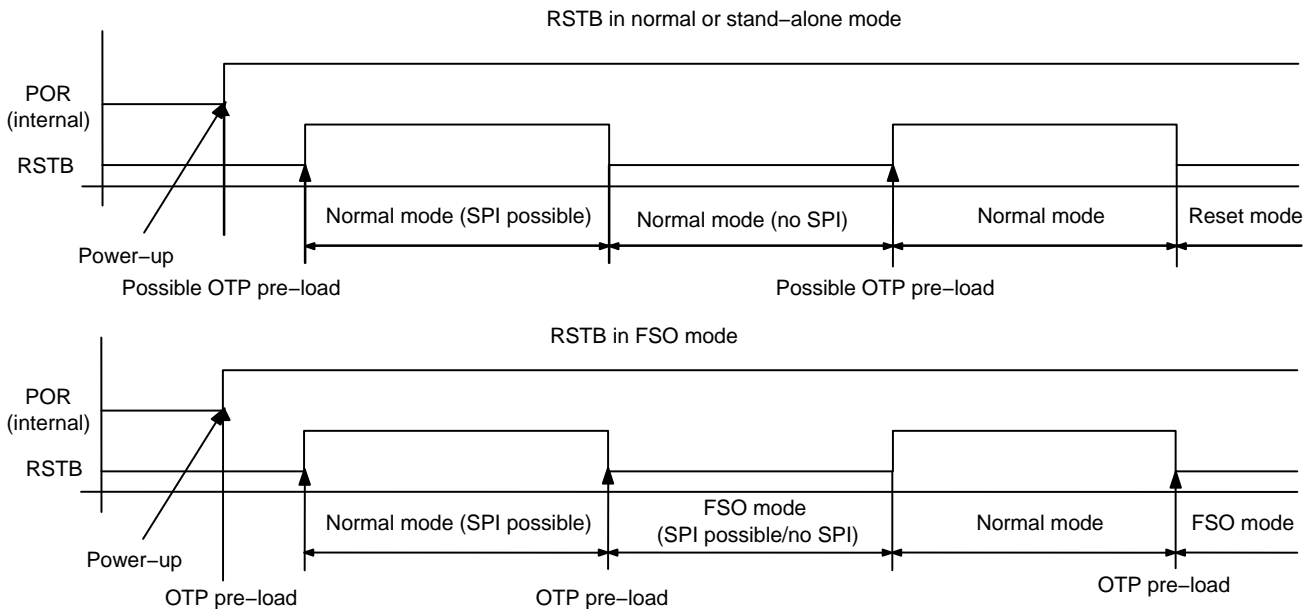 RSTB in normal or stand−alone mode
POR
(internal)
RSTB
Normal mode (SPI possible)
Normal mode (no SPI)
Normal mode
Reset mode
Power−up
Possible OTP pre−load
Possible OTP pre−load
RSTB in FSO mode
POR
(internal)
RSTB
Normal mode (SPI possible)
FSO mode
(SPI possible/no SPI)
Normal mode
FSO mode
Power−up
OTP pre−load
OTP pre−load
OTP pre−load